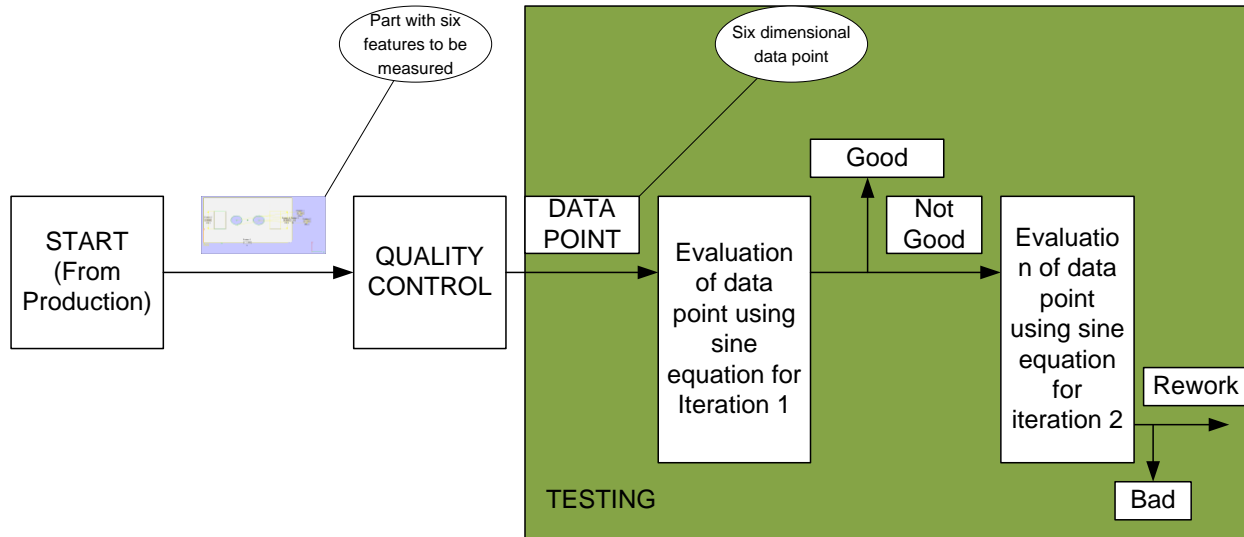 Part with six
features to be
measured
Six dimensional
data point
START
(From
Production)
QUALITY
CONTROL
DATA
POINT
Evaluation
of data
point using
sine
equation for
Iteration 1
Good
Not
Good
Evaluatio
n of data
point
using sine
equation
for
iteration 2
Rework
Bad
TESTING